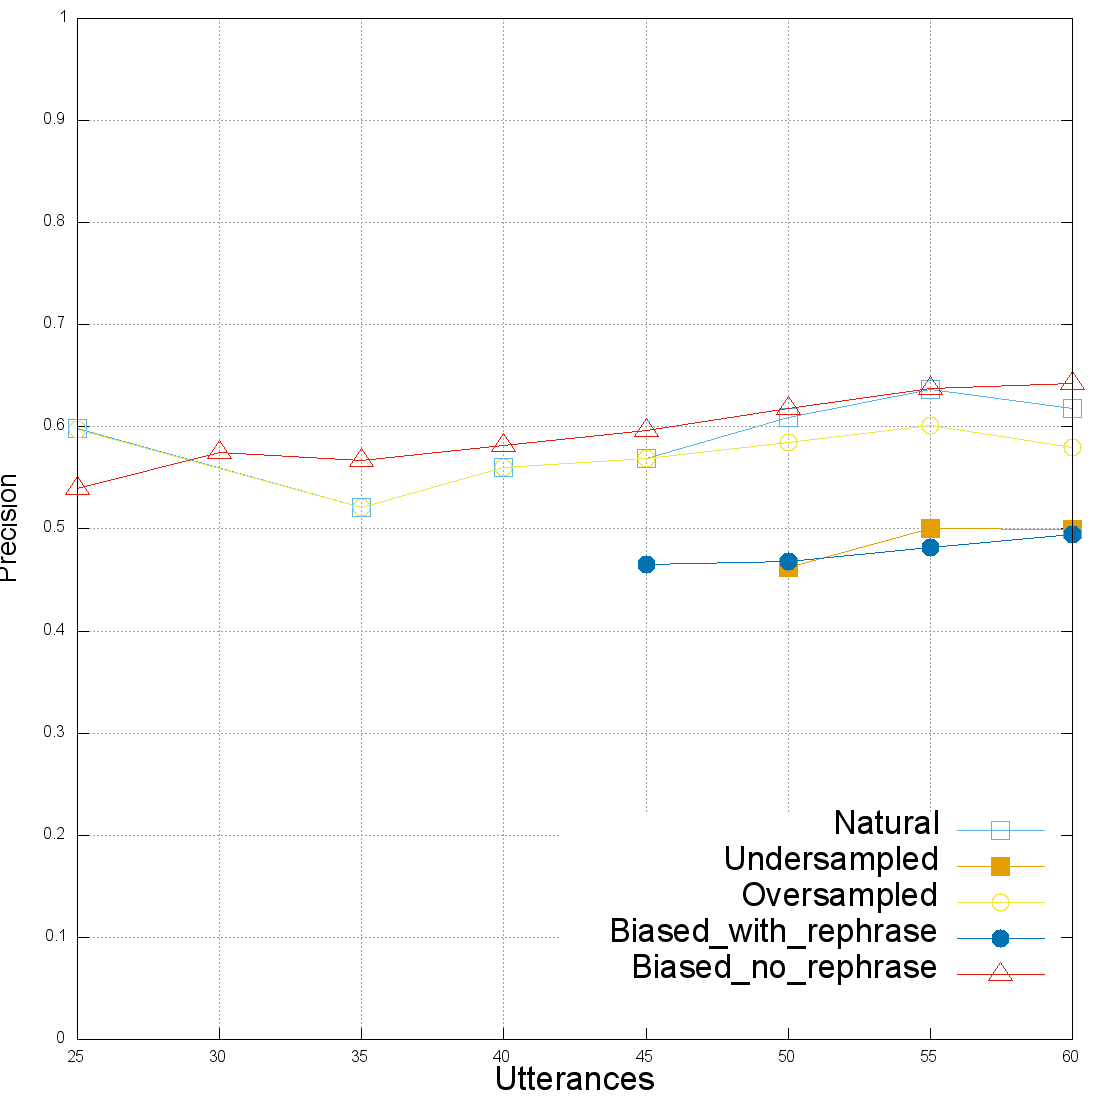 1
0.9
0.8
0.7
0.6
0.5
0.4
0.3
0.2
0.1
0
Precision
Natural
Undersampled
Oversampled
Biased_with_rephrase
Biased_no_rephrase
25 30 35 40 45 50 55 60
Utterances